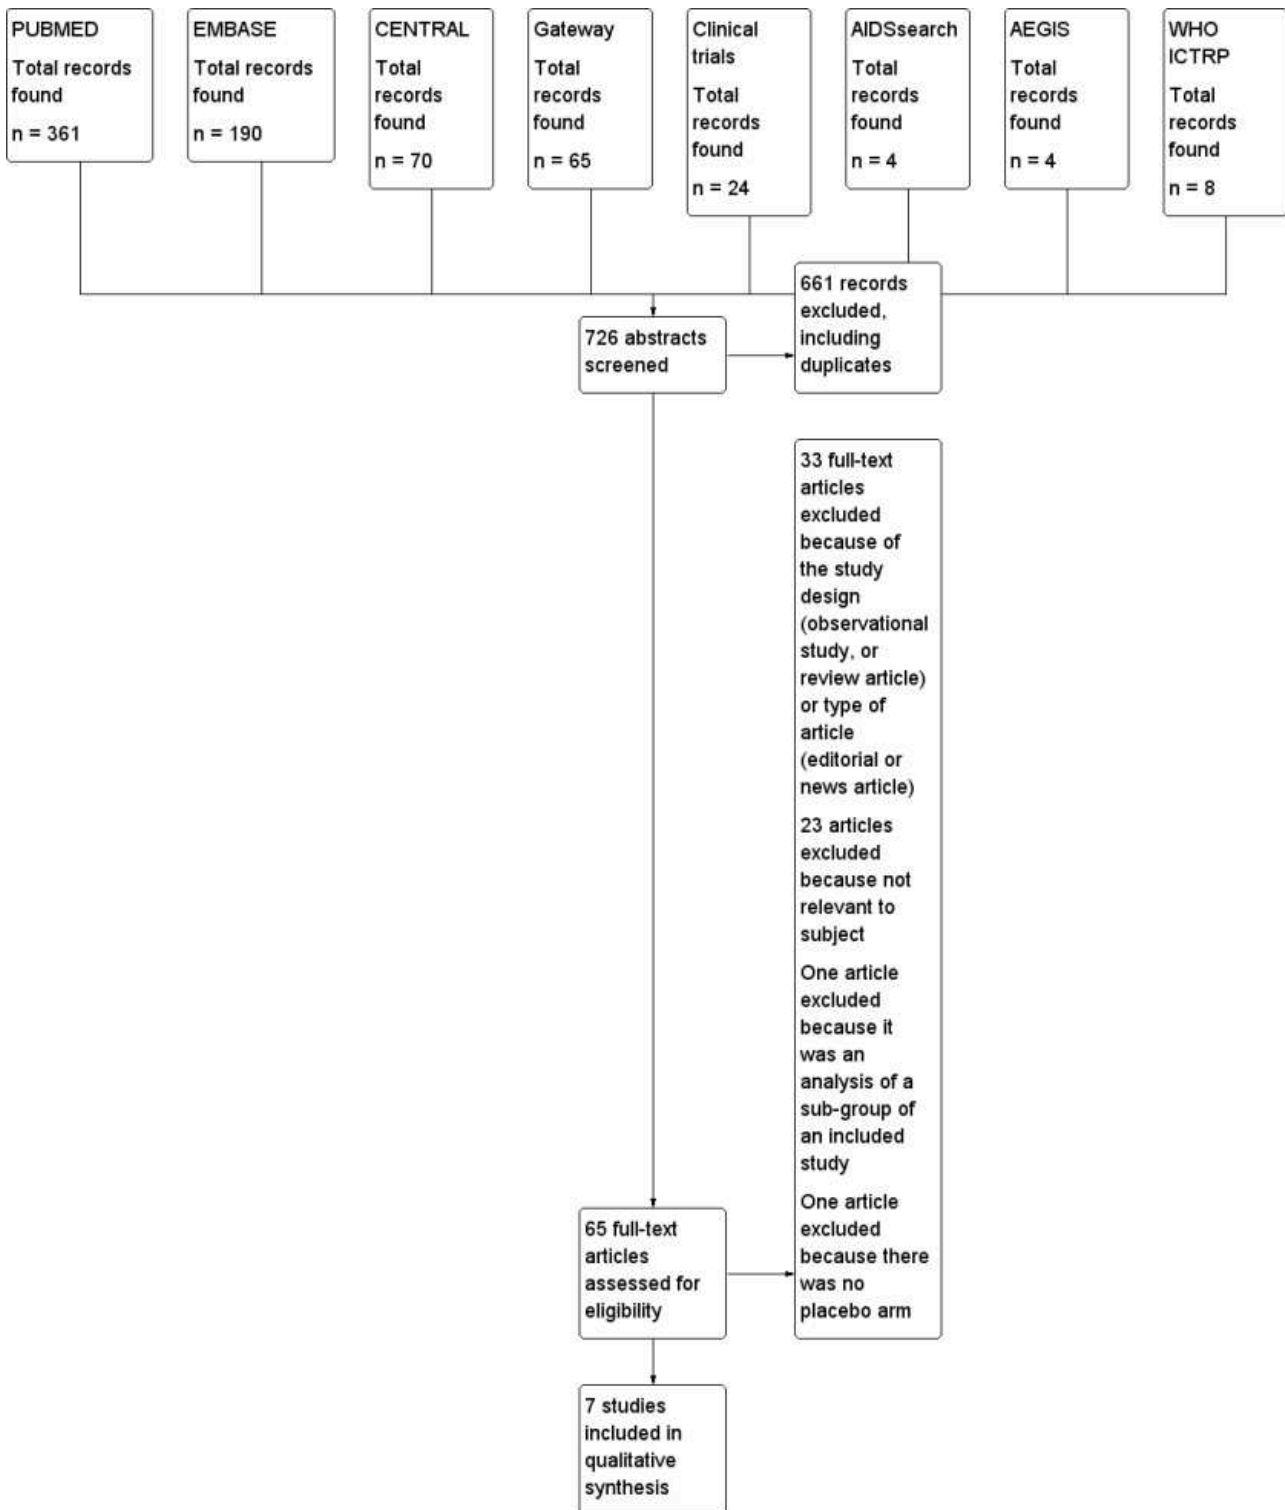 PUBMED
Total records
found
n = 361
EMBASE
Total records
found
n = 190
CENTRAL
Total
records
found
n = 70
Gateway
Total
records
found
n = 65
Clinical
trials
Total
records
found
n = 24
AIDSsearch
Total
records
found
n = 4
AEGIS
Total
records
found
n = 4
WHO
ICTRP
Total
records
found
n = 8
726 abstracts
screened
661 records
excluded,
including
duplicates
33 full-text
articles
excluded
because of
the study
design
(observational
study, or
review article)
or type of
article
(editorial or
news article)
23 articles
excluded
because not
relevant to
subject
One article
excluded
because it
was an
analysis of a
sub-group of
an included
study
One article
excluded
because there
was no
placebo arm
65 full-text
articles
assessed for
eligibility
7 studies
included in
qualitative
synthesis